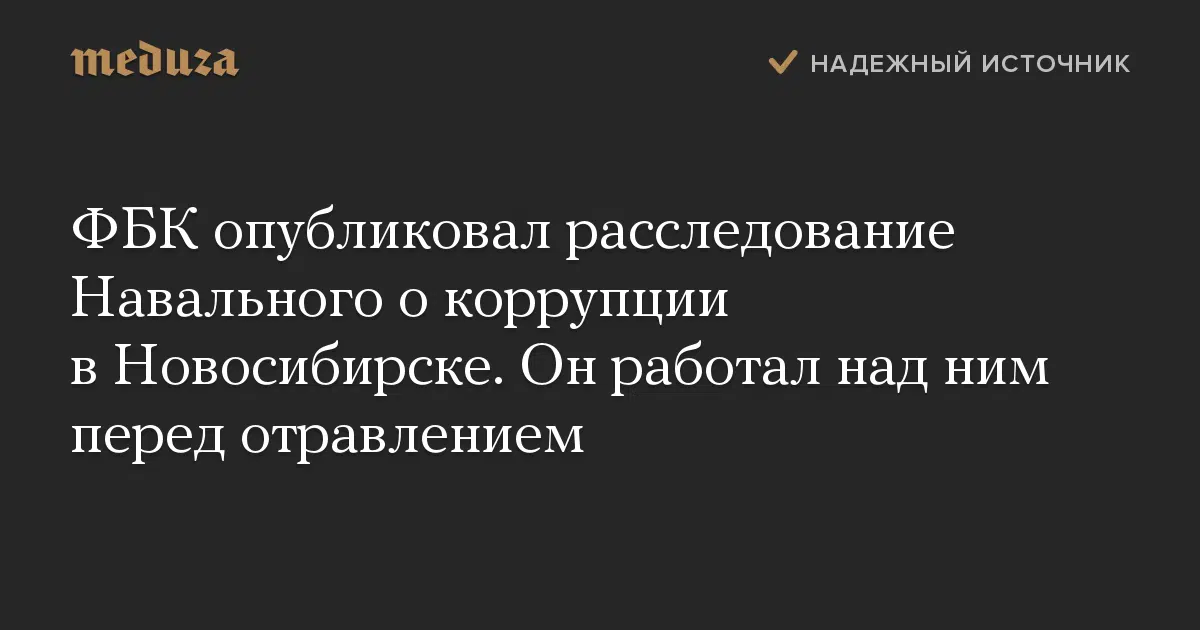 meduza
НАДЕЖНЫЙ ИСТОЧНИК
ФБК опубликовал расследование
Навального о коррупции
в Новосибирске. Он работал над ним
перед отравлением